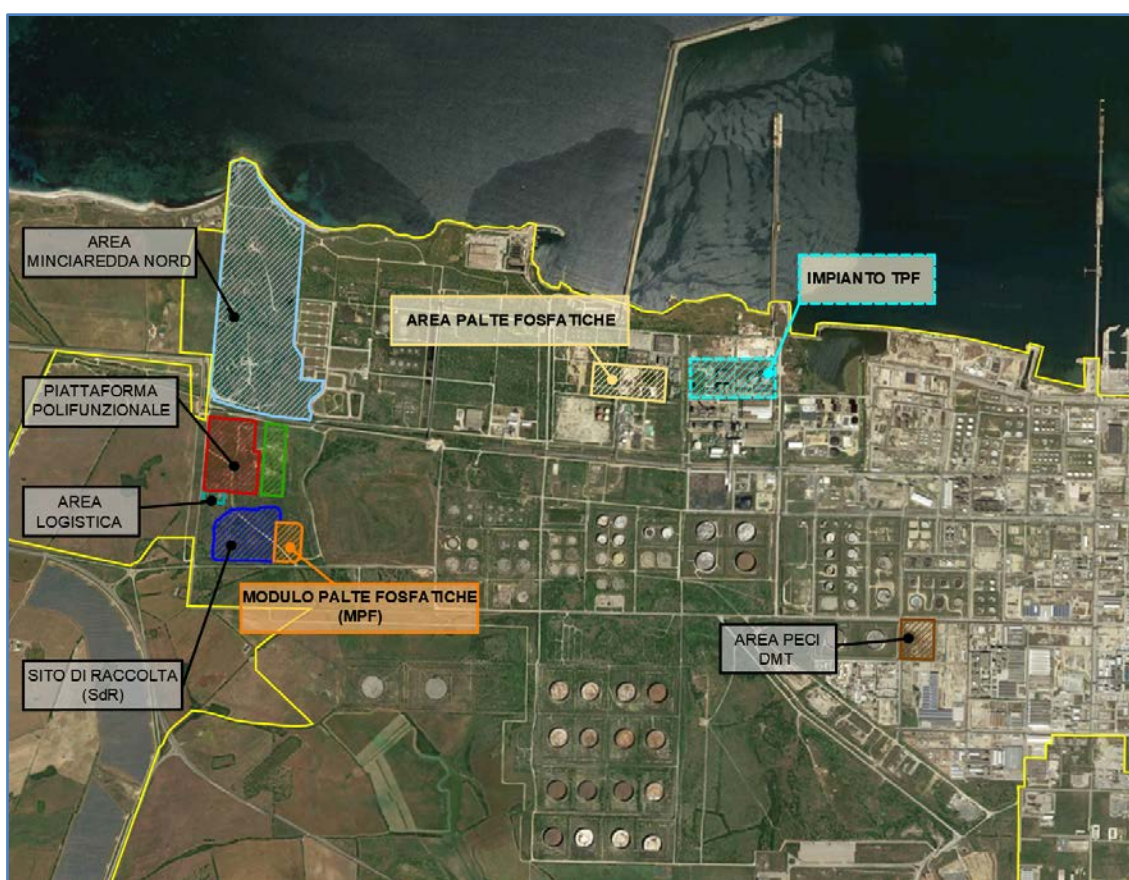 AREA
MINCIAREDDA NORD
IMPIANTO TPF
AREA PALTE FOSFATICHE
PIATTAFORMA
POLIFUNZIONALE
AREA
LOGISTICA
MODULO PALTE FOSFATICHE
(MPF)
AREA PECI
DMT
SITO DI RACCOLTA
(SdR)